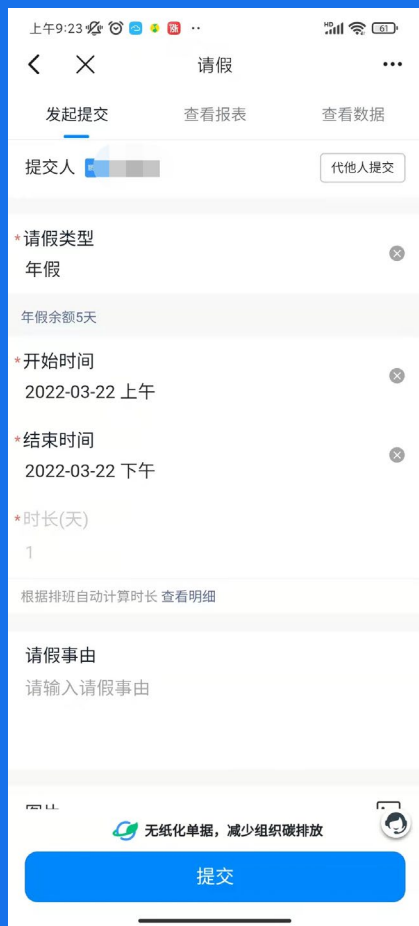 上午9:23
HD 5G 61
请假
发起提交 查看报表 查看数据
提交人 代他人提交
*请假类型
年假
年假余额5天
*开始时间
2022-03-22 上午
*结束时间
2022-03-22 下午
*时长(天)
1
根据排班自动计算时长 查看明细
请假事由
请输入请假事由
图片
无纸化单据，减少组织碳排放
提交